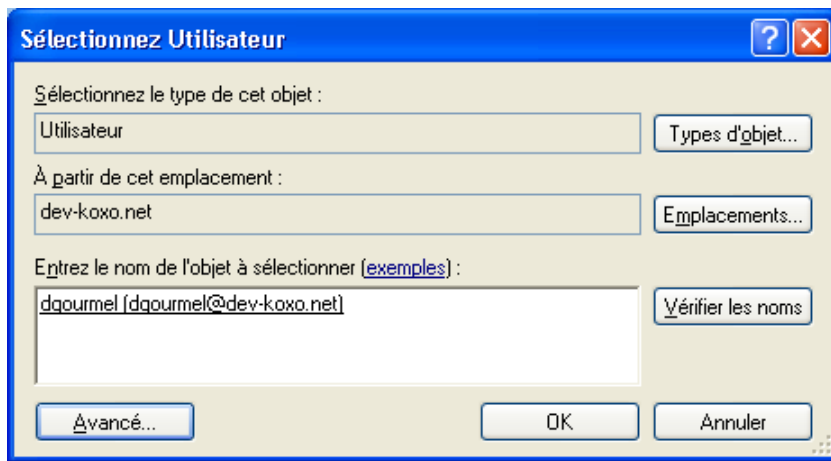 Sélectionnez Utilisateur
Sélectionnez le type de cet objet :
Utilisateur
Types d'objet...
À partir de cet emplacement :
dev-koxo.net
Emplacements...
Entrez le nom de l'objet à sélectionner (exemples) :
dgourmel (dgourmel@dev-koxo.net)
Vérifier les noms
Avancé...
OK
Annuler